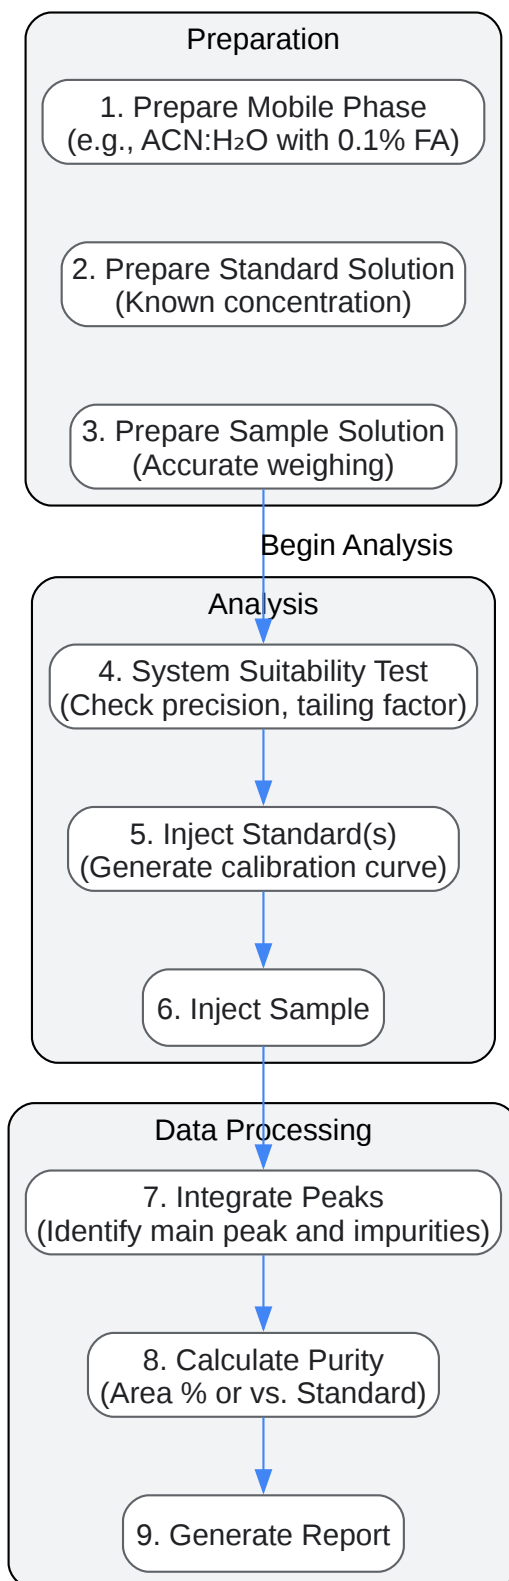 Preparation
1. Prepare Mobile Phase
(e.g., ACN:H₂O with 0.1% FA)
2. Prepare Standard Solution
(Known concentration)
3. Prepare Sample Solution
(Accurate weighing)
Begin Analysis
Analysis
4. System Suitability Test
(Check precision, tailing factor)
5. Inject Standard(s)
(Generate calibration curve)
6. Inject Sample
Data Processing
7. Integrate Peaks
(Identify main peak and impurities)
8. Calculate Purity
(Area % or vs. Standard)
9. Generate Report